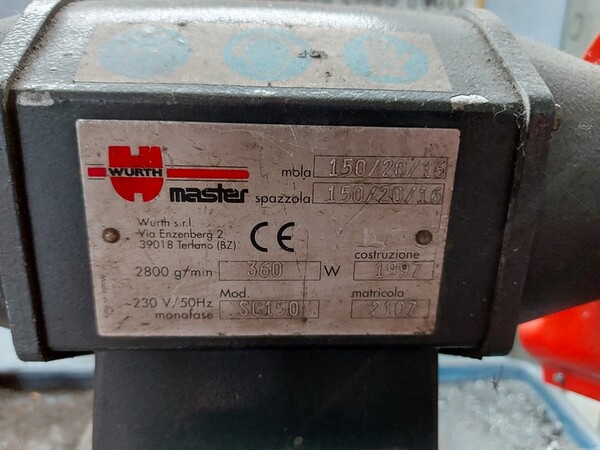 WURTH
master
mola 150/20/16
spazzola 150/20/16
Wurth s.r.l.
Via Enzenberg 2
39018 Terlano (BZ)
CE
costruzione
2800 g/min 360 W 1997
Mod. matricola
~230 V/50Hz SC150 2107
monofase